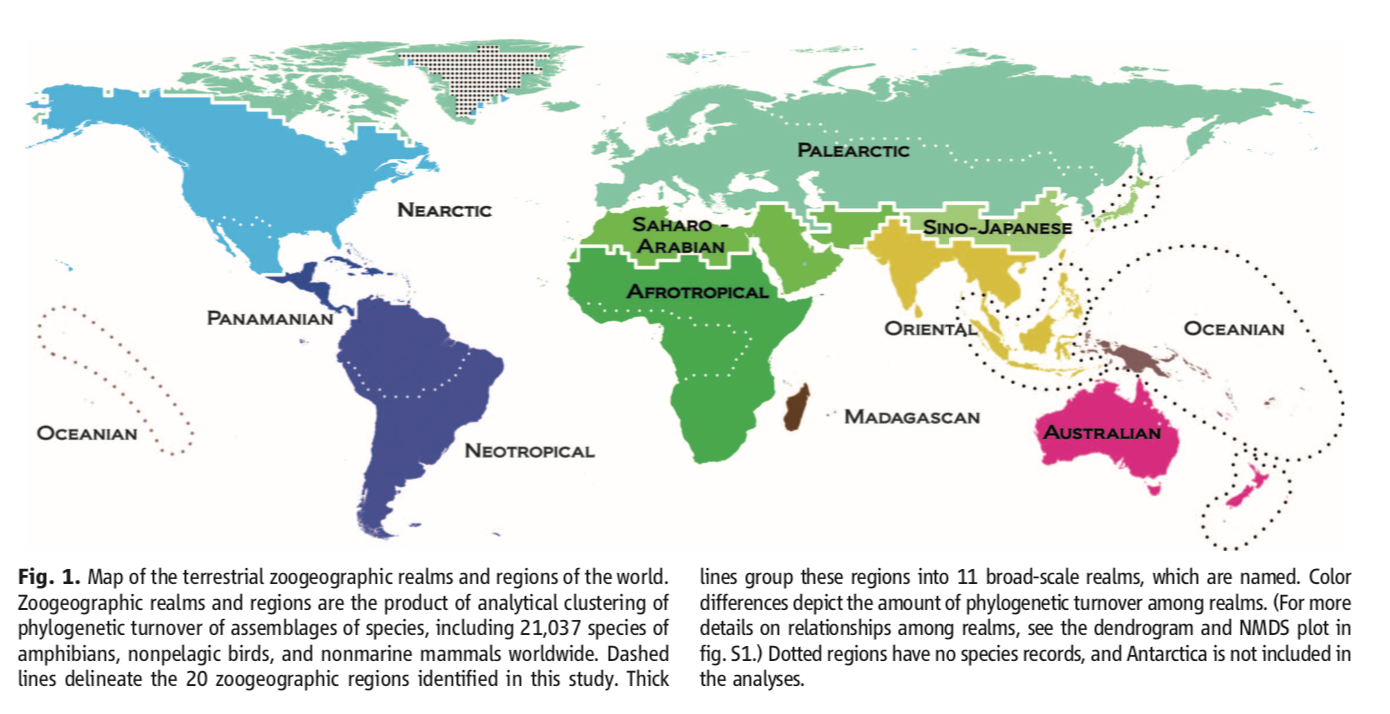 PALEARCTIC
NEARCTIC
SAHARO -
ARABIAN
SINO-JAPANESE
AFROTROPICAL
PANAMANIAN
ORIENTAL
OCEANIAN
OCEANIAN
MADAGASCAN
AUSTRALIAN
NEOTROPICAL
Fig. 1. Map of the terrestrial zoogeographic realms and regions of the world.
Zoogeographic realms and regions are the product of analytical clustering of
phylogenetic turnover of assemblages of species, including 21,037 species of
amphibians, nonpelagic birds, and nonmarine mammals worldwide. Dashed
lines delineate the 20 zoogeographic regions identified in this study. Thick
lines group these regions into 11 broad-scale realms, which are named. Color
differences depict the amount of phylogenetic turnover among realms. (For more
details on relationships among realms, see the dendrogram and NMDS plot in
fig. S1.) Dotted regions have no species records, and Antarctica is not included in
the analyses.